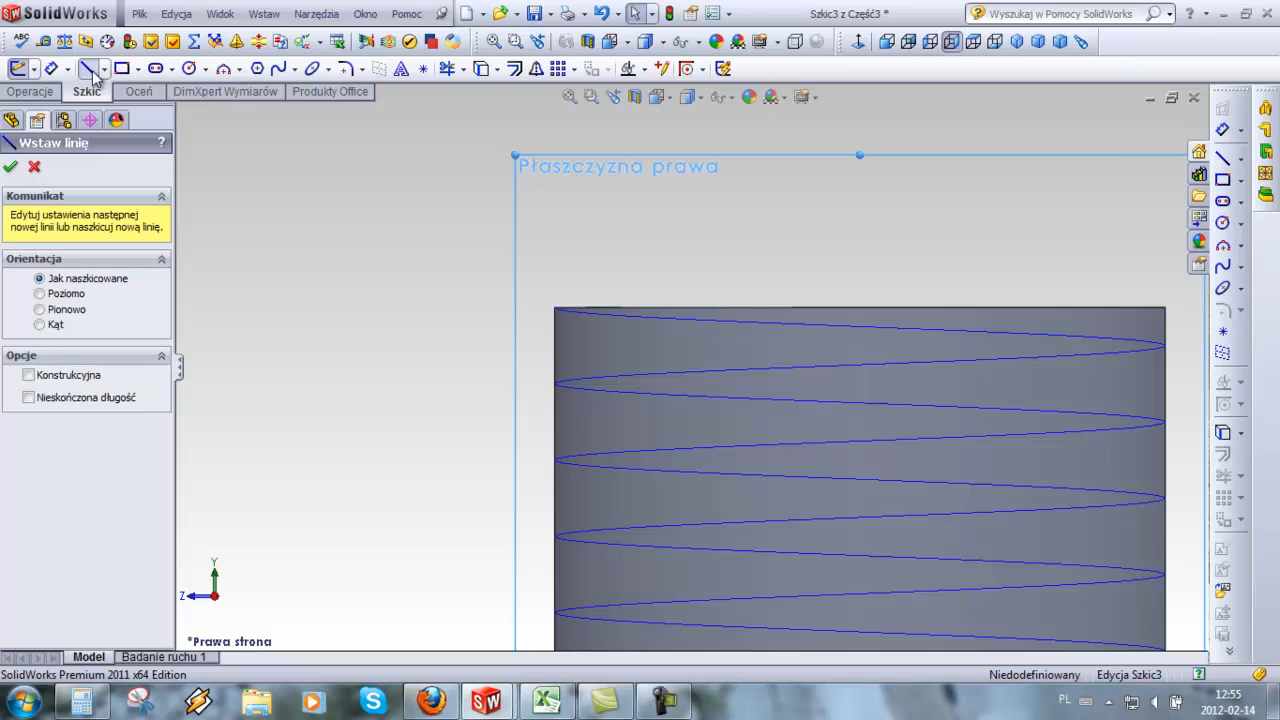 SolidWorks
Plik Edycja Widok Wstaw Narzędzia Okno Pomoc
Szkic3 z Część3 *
Wyszukaj w Pomocy SolidWorks
Operacje Szkic Oceń DimXpert Wymiarów Produkty Office
Wstaw linię
?
Komunikat
Edytuj ustawienia następnej
nowej linii lub naszkicuj nową linię.
Orientacja
Jak naszkicowane
Poziomo
Pionowo
Kąt
Opcje
Konstrukcyjna
Nieskończona długość
Płaszczyzna prawa
Y
Z
*Prawa strona
Model Badanie ruchu 1
SolidWorks Premium 2011 x64 Edition
Niedodefiniowany
Edycja Szkic3
PL
12:55
2012-02-14